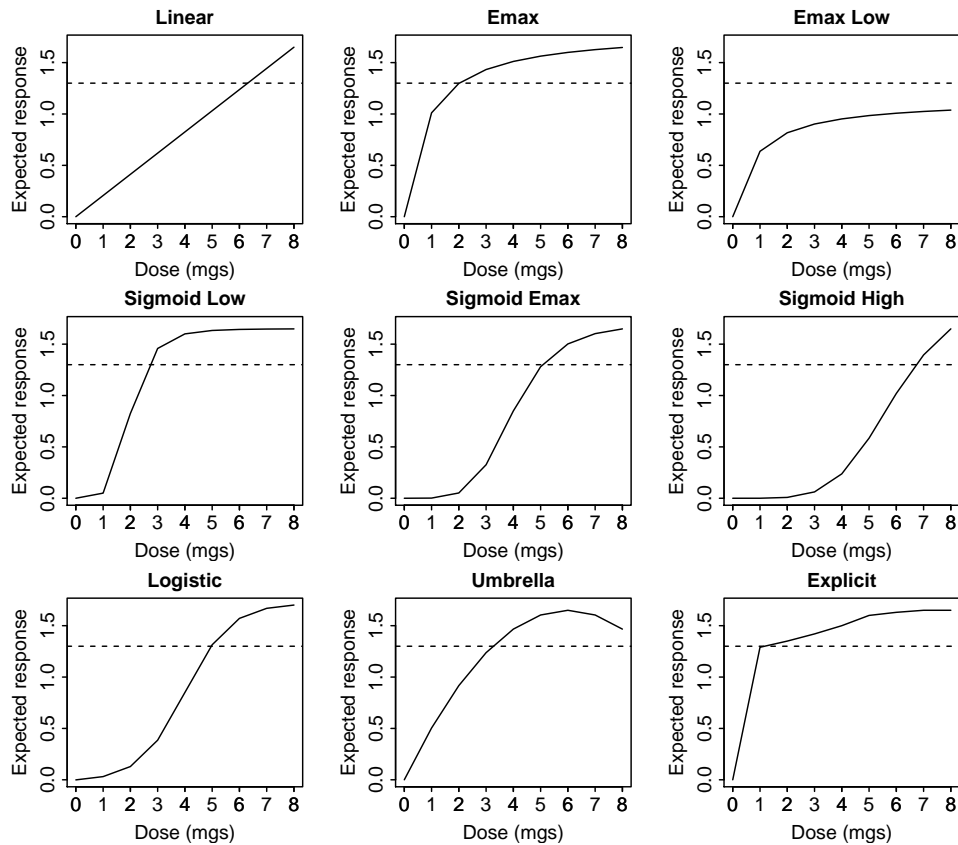 Linear
Expected response
0.0 0.5 1.0 1.5
0 1 2 3 4 5 6 7 8
Dose (mgs)
Emax
Expected response
0.0 0.5 1.0 1.5
0 1 2 3 4 5 6 7 8
Dose (mgs)
Emax Low
Expected response
0.0 0.5 1.0 1.5
0 1 2 3 4 5 6 7 8
Dose (mgs)
Sigmoid Low
Expected response
0.0 0.5 1.0 1.5
0 1 2 3 4 5 6 7 8
Dose (mgs)
Sigmoid Emax
Expected response
0.0 0.5 1.0 1.5
0 1 2 3 4 5 6 7 8
Dose (mgs)
Sigmoid High
Expected response
0.0 0.5 1.0 1.5
0 1 2 3 4 5 6 7 8
Dose (mgs)
Logistic
Expected response
0.0 0.5 1.0 1.5
0 1 2 3 4 5 6 7 8
Dose (mgs)
Umbrella
Expected response
0.0 0.5 1.0 1.5
0 1 2 3 4 5 6 7 8
Dose (mgs)
Explicit
Expected response
0.0 0.5 1.0 1.5
0 1 2 3 4 5 6 7 8
Dose (mgs)